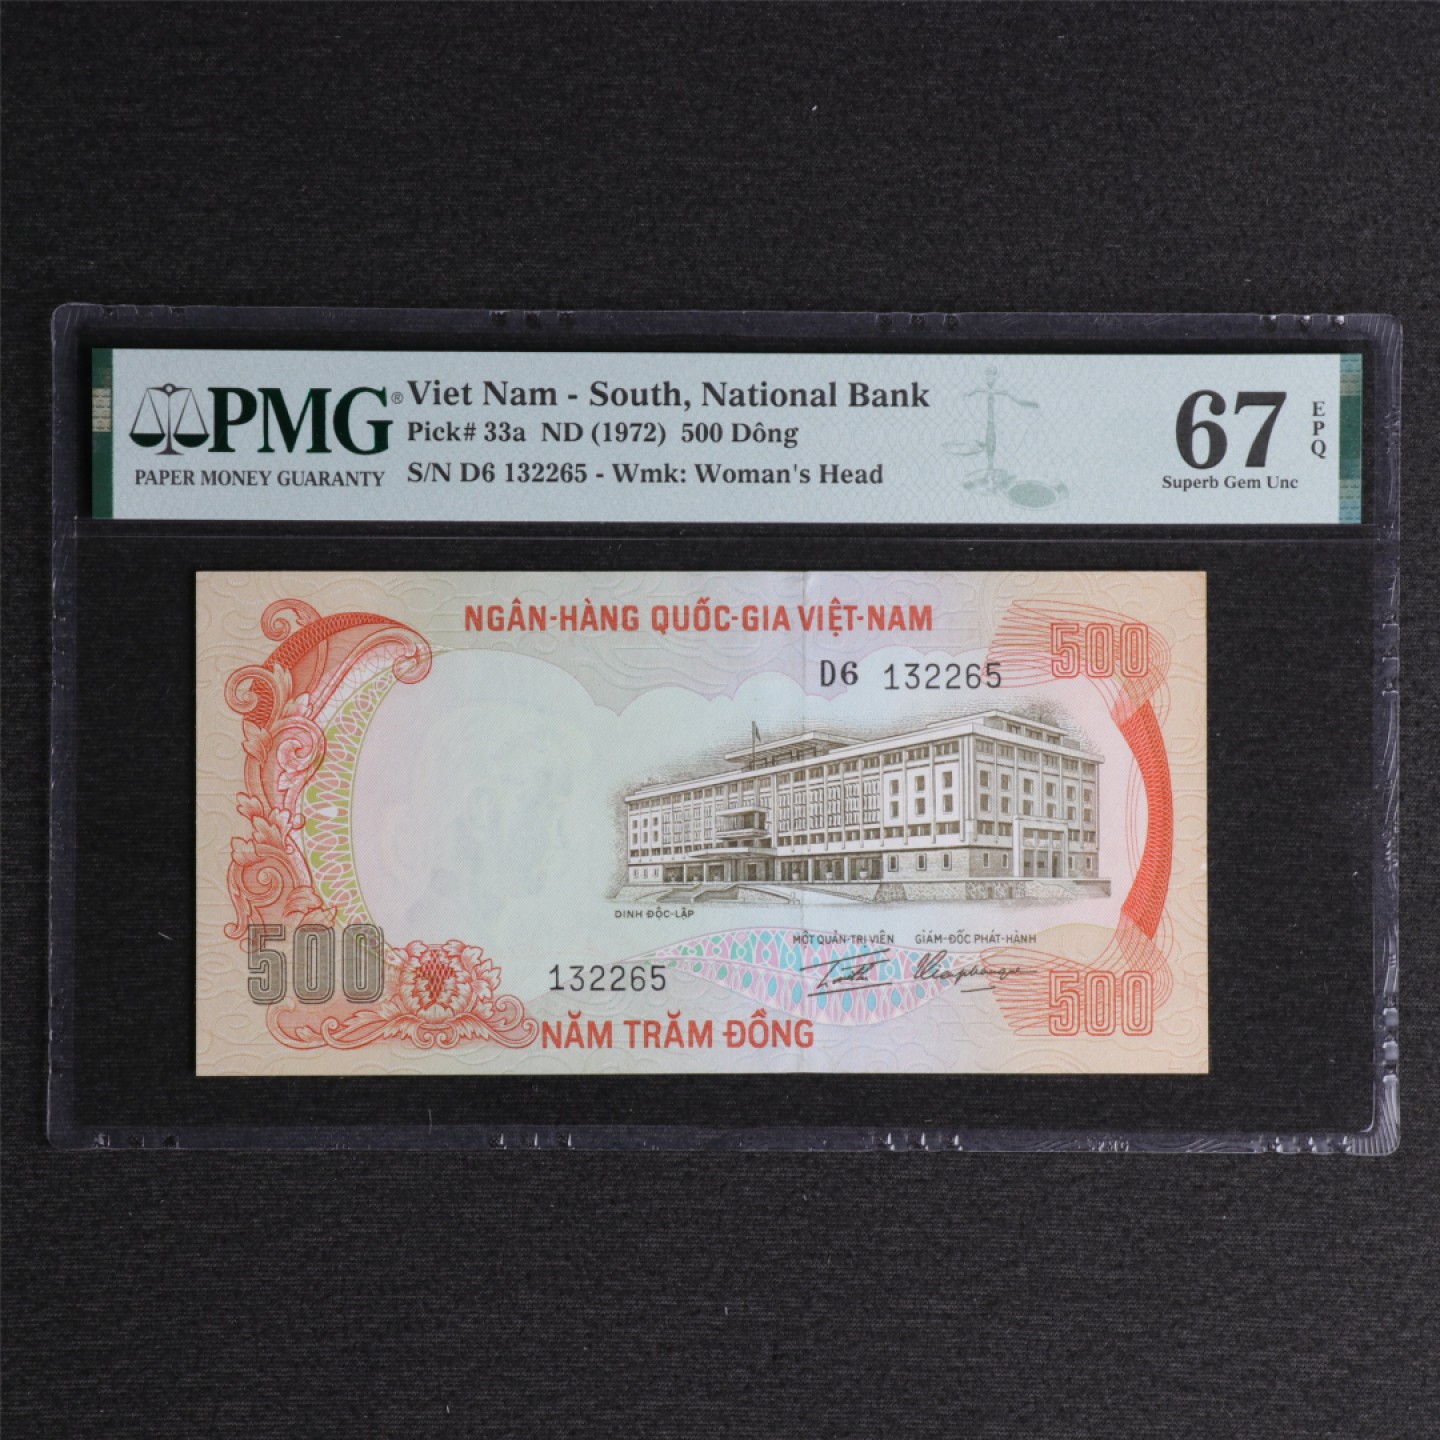 PMG®
PAPER MONEY GUARANTY
Viet Nam - South, National Bank
Pick# 33a ND (1972) 500 Dông
S/N D6 132265 - Wmk: Woman's Head
67
EPQ
Superb Gem Unc
NGÂN-HÀNG QUỐC-GIA VIỆT-NAM
500
D6 132265
DINH ĐỘC-LẬP
MỘT QUẢN-TRỊ VIÊN GIÁM-ĐỐC PHÁT-HÀNH
500
132265
500
NĂM TRĂM ĐỒNG
PMG